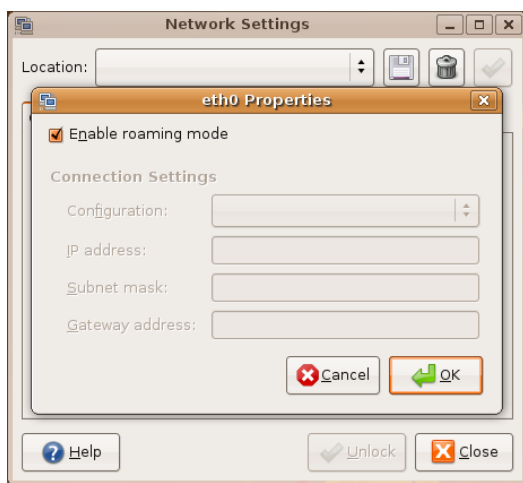 Network Settings
Location:
eth0 Properties
Enable roaming mode
Connection Settings
Configuration:
IP address:
Subnet mask:
Gateway address:
Cancel
OK
Help
Unlock
Close